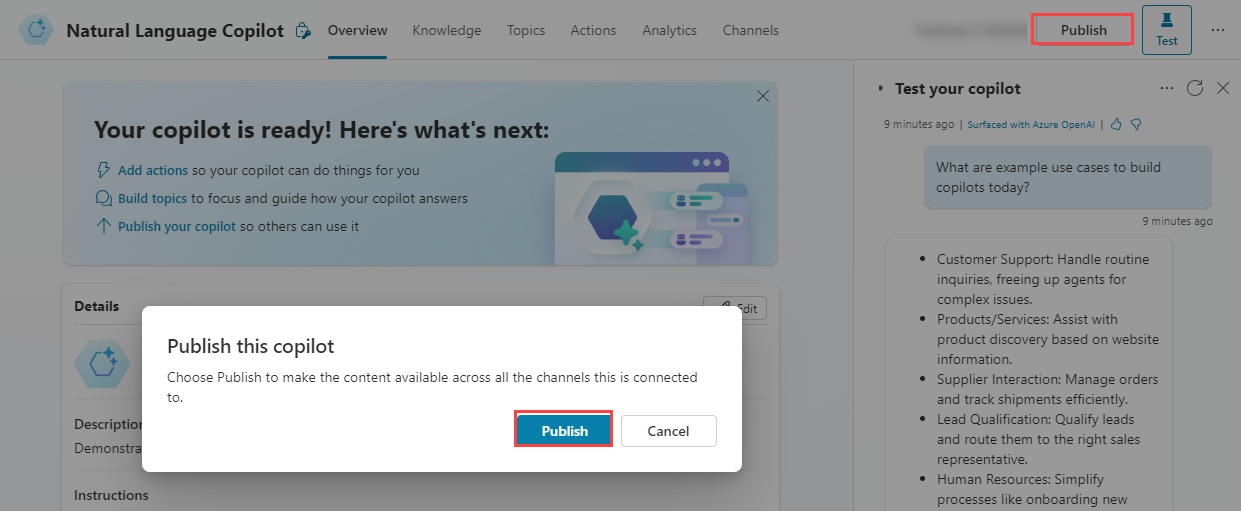 Natural Language Copilot
Overview
Knowledge
Topics
Actions
Analytics
Channels
Publish
Test
Your copilot is ready! Here's what's next:
Add actions so your copilot can do things for you
Build topics to focus and guide how your copilot answers
Publish your copilot so others can use it
Details
Edit
Description
Demonstra
Instructions
Publish this copilot
Choose Publish to make the content available across all the channels this is connected
to.
Publish
Cancel
Test your copilot
9 minutes ago | Surfaced with Azure OpenAI |
What are example use cases to build
copilots today?
9 minutes ago
• Customer Support: Handle routine
inquiries, freeing up agents for
complex issues.
• Products/Services: Assist with
product discovery based on website
information.
• Supplier Interaction: Manage orders
and track shipments efficiently.
• Lead Qualification: Qualify leads
and route them to the right sales
representative.
• Human Resources: Simplify
processes like onboarding new